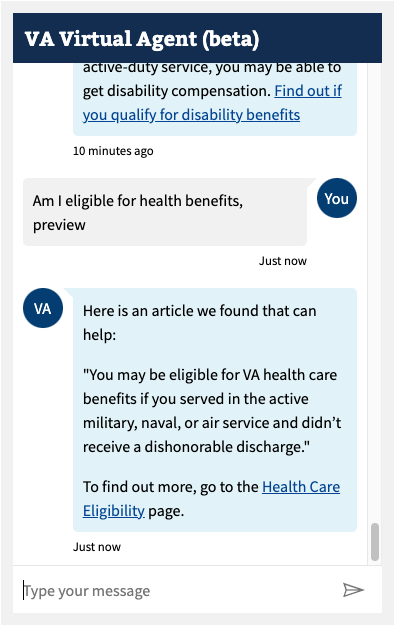 VA Virtual Agent (beta)
active-duty service, you may be able to
get disability compensation. Find out if
you qualify for disability benefits
10 minutes ago
Am I eligible for health benefits,
preview
You
Just now
VA
Here is an article we found that can
help:
"You may be eligible for VA health care
benefits if you served in the active
military, naval, or air service and didn’t
receive a dishonorable discharge."
To find out more, go to the Health Care
Eligibility page.
Just now
Type your message